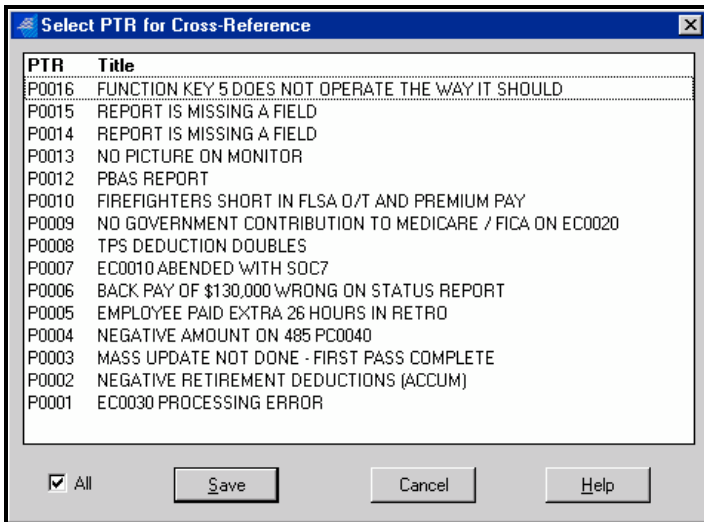 Select PTR for Cross-Reference
PTR Title
P0016 FUNCTION KEY 5 DOES NOT OPERATE THE WAY IT SHOULD
P0015 REPORT IS MISSING A FIELD
P0014 REPORT IS MISSING A FIELD
P0013 NO PICTURE ON MONITOR
P0012 PBAS REPORT
P0010 FIREFIGHTERS SHORT IN FLSA O/T AND PREMIUM PAY
P0009 NO GOVERNMENT CONTRIBUTION TO MEDICARE / FICA ON EC0020
P0008 TPS DEDUCTION DOUBLES
P0007 EC0010 ABENDED WITH SOC7
P0006 BACK PAY OF $130,000 WRONG ON STATUS REPORT
P0005 EMPLOYEE PAID EXTRA 26 HOURS IN RETRO
P0004 NEGATIVE AMOUNT ON 485 PC0040
P0003 MASS UPDATE NOT DONE - FIRST PASS COMPLETE
P0002 NEGATIVE RETIREMENT DEDUCTIONS (ACCUM)
P0001 EC0030 PROCESSING ERROR
All Save Cancel Help